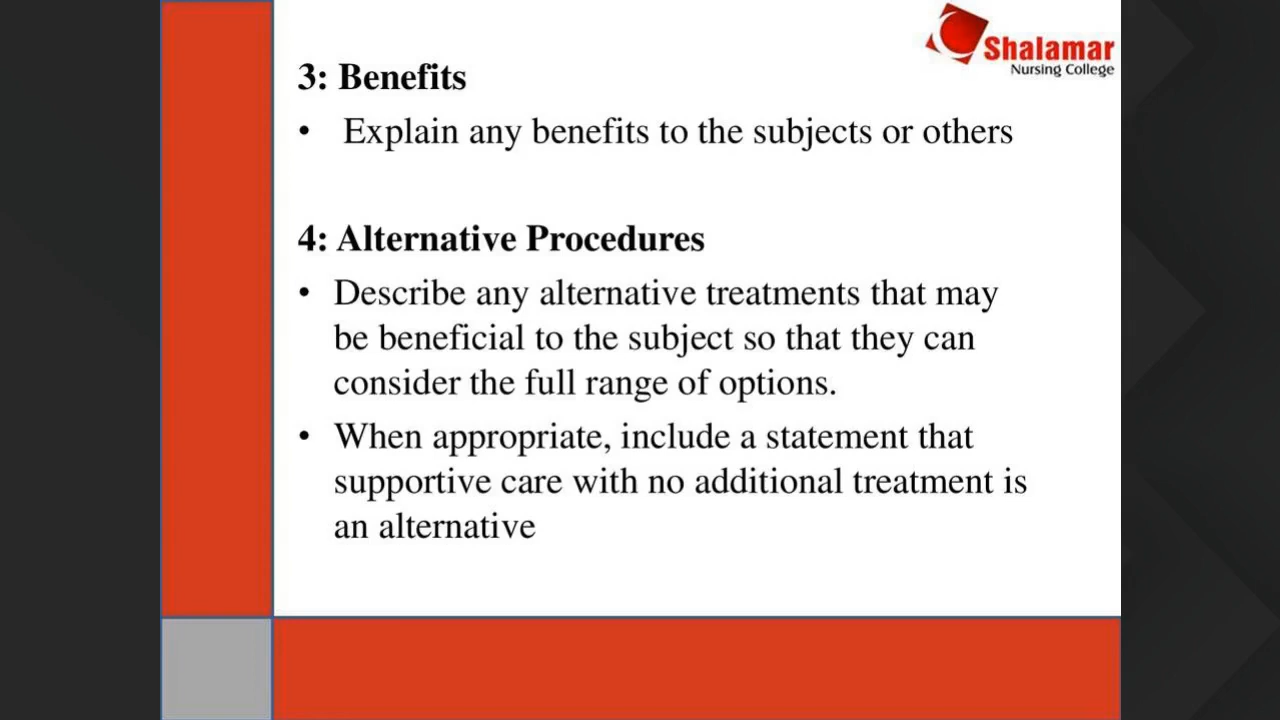 Shalamar
Nursing College
3: Benefits
• Explain any benefits to the subjects or others
4: Alternative Procedures
• Describe any alternative treatments that may
be beneficial to the subject so that they can
consider the full range of options.
• When appropriate, include a statement that
supportive care with no additional treatment is
an alternative